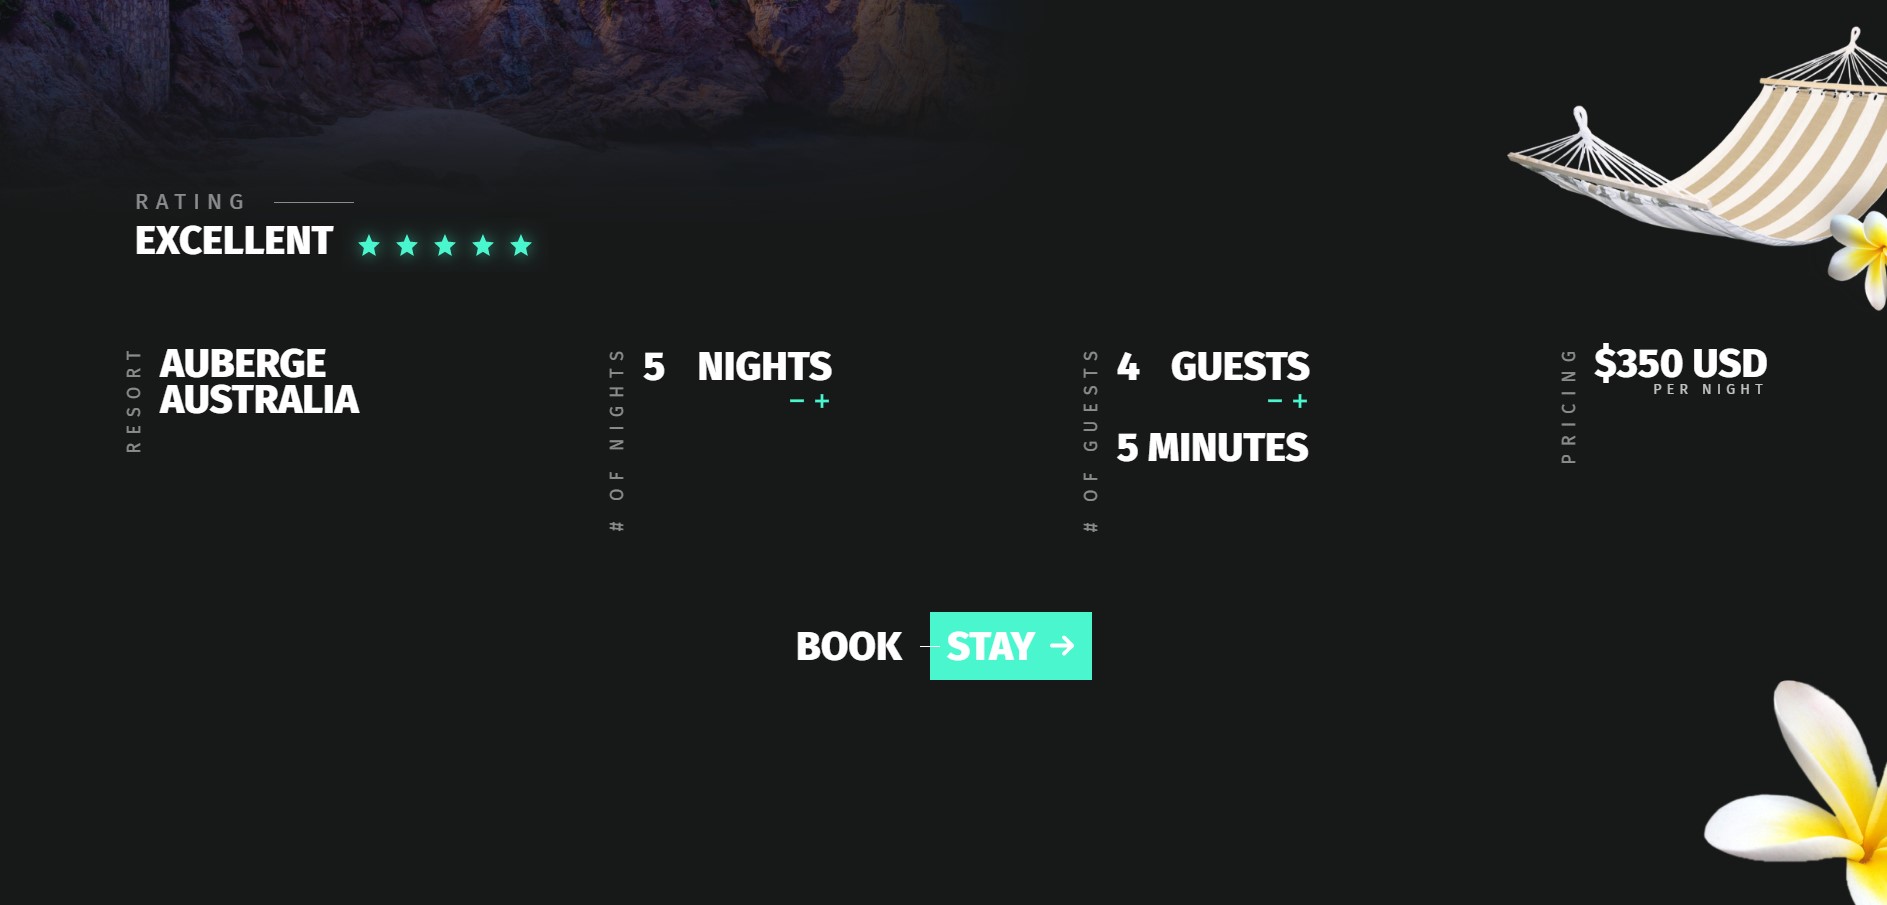 RATING
EXCELLENT
RESORT
AUBERGE
AUSTRALIA
# OF NIGHTS
5 NIGHTS
− +
# OF GUESTS
4 GUESTS
− +
5 MINUTES
PRICING
$350 USD
PER NIGHT
BOOK STAY →